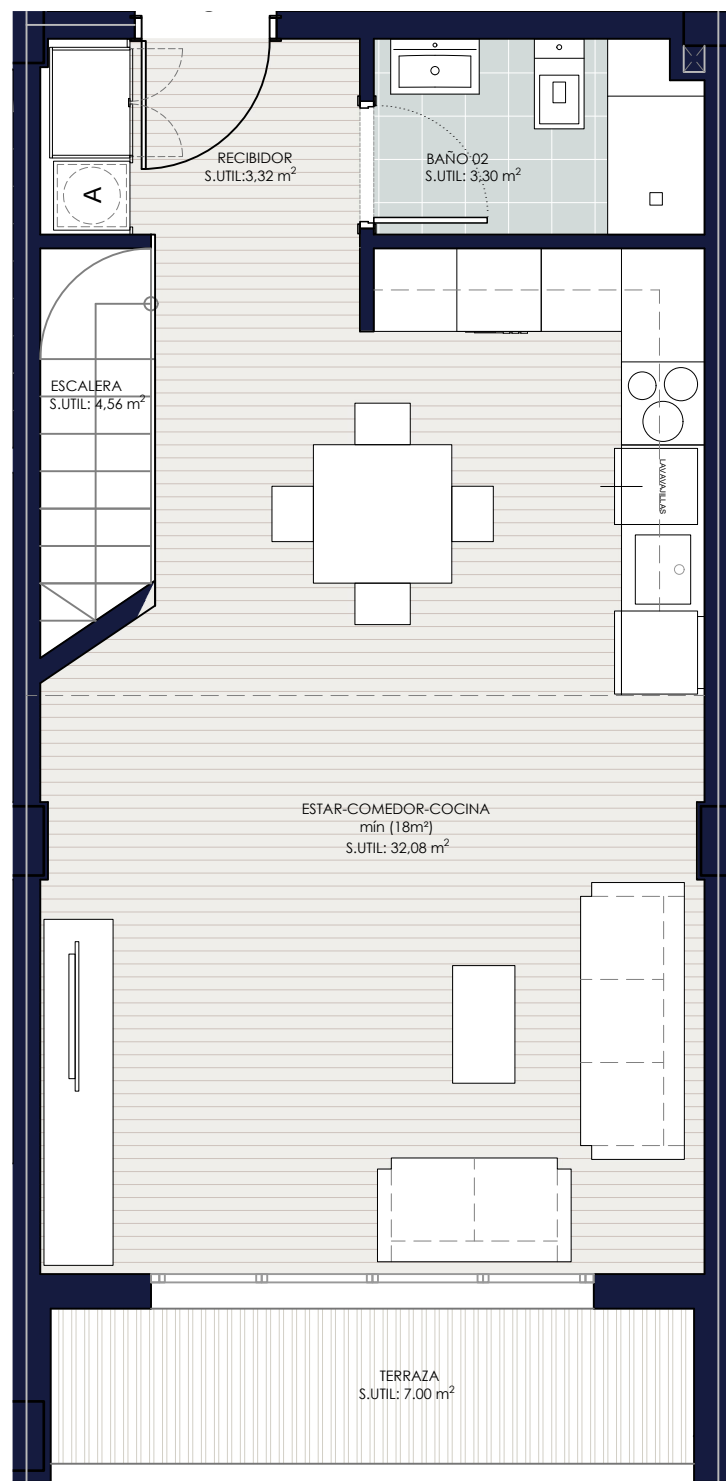 RECIBIDOR
S.UTIL:3,32 m²
BAÑO 02
S.UTIL: 3,30 m²
A
ESCALERA
S.UTIL: 4,56 m²
LAVAVAJILLAS
ESTAR-COMEDOR-COCINA
mín (18m²)
S.UTIL: 32,08 m²
TERRAZA
S.UTIL: 7.00 m²